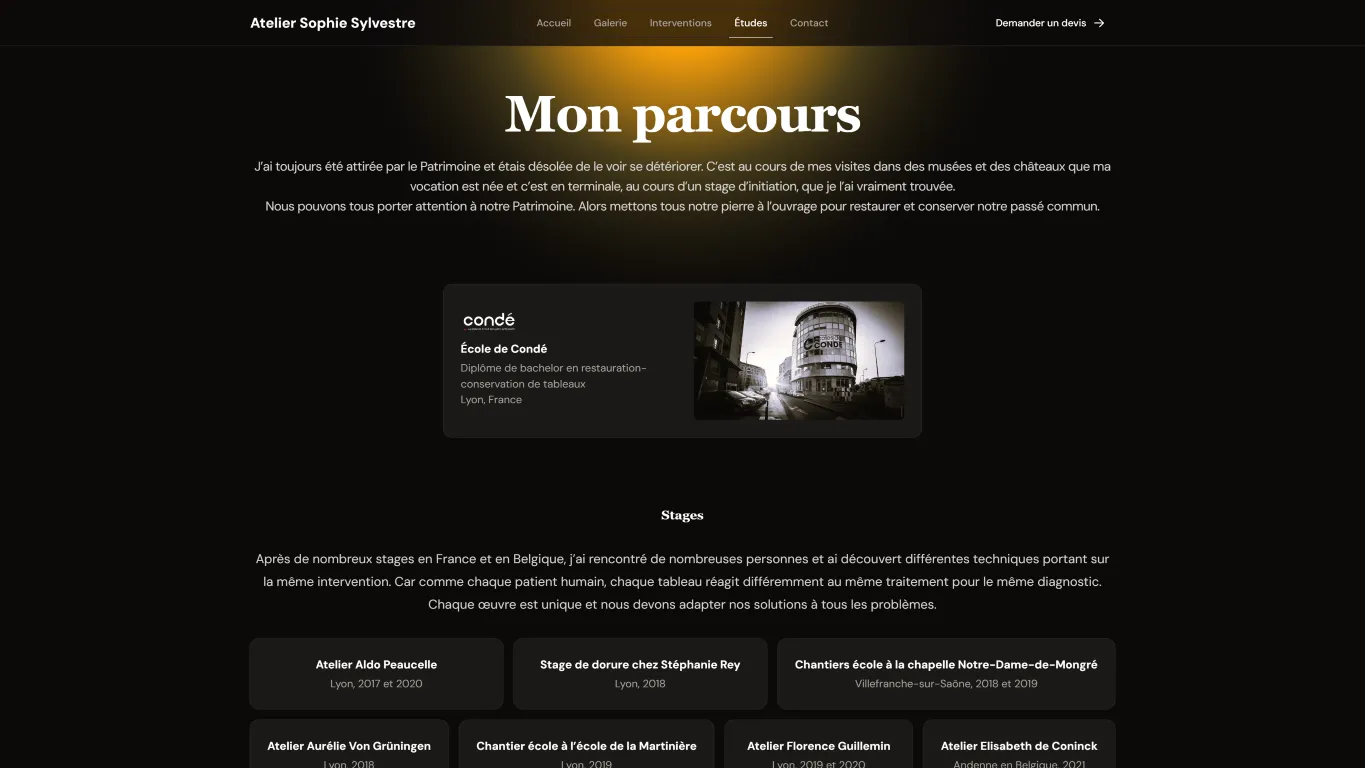 Atelier Sophie Sylvestre
Accueil
Galerie
Interventions
Études
Contact
Demander un devis →
Mon parcours
J’ai toujours été attirée par le Patrimoine et étais désolée de le voir se détériorer. C’est au cours de mes visites dans des musées et des châteaux que ma
vocation est née et c’est en terminale, au cours d’un stage d’initiation, que je l’ai vraiment trouvée.
Nous pouvons tous porter attention à notre Patrimoine. Alors mettons tous notre pierre à l’ouvrage pour restaurer et conserver notre passé commun.
condé
École de Condé
Diplôme de bachelor en restauration-
conservation de tableaux
Lyon, France
CONDÉ
Stages
Après de nombreux stages en France et en Belgique, j’ai rencontré de nombreuses personnes et ai découvert différentes techniques portant sur
la même intervention. Car comme chaque patient humain, chaque tableau réagit différemment au même traitement pour le même diagnostic.
Chaque œuvre est unique et nous devons adapter nos solutions à tous les problèmes.
Atelier Aldo Peaucelle
Lyon, 2017 et 2020
Stage de dorure chez Stéphanie Rey
Lyon, 2018
Chantiers école à la chapelle Notre-Dame-de-Mongré
Villefranche-sur-Saône, 2018 et 2019
Atelier Aurélie Von Grüningen
Lyon, 2018
Chantier école à l’école de la Martinière
Lyon, 2019
Atelier Florence Guillemin
Lyon, 2019 et 2020
Atelier Elisabeth de Coninck
Andenne en Belgique, 2021